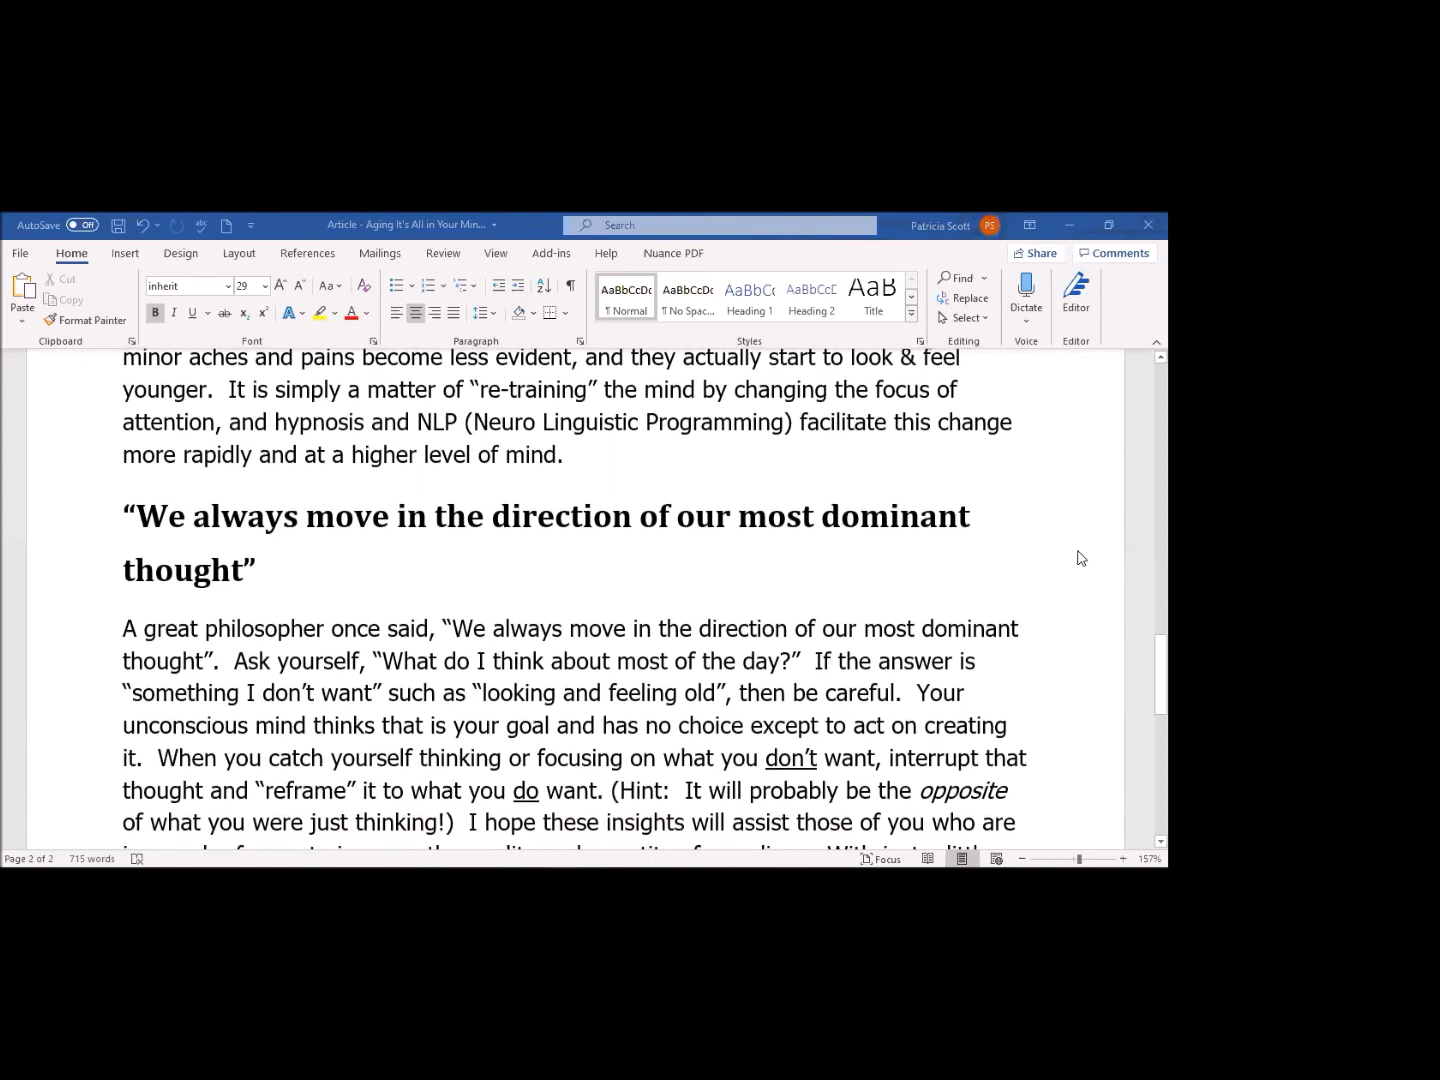 AutoSave Off Article - Aging It's All in Your Min... Search Patricia Scott PS
File Home Insert Design Layout References Mailings Review View Add-ins Help Nuance PDF Share Comments
Paste Cut Copy Format Painter
Clipboard
inherit 29
Font
Paragraph
AaBbCcDc ¶ Normal
AaBbCcDc ¶ No Spac...
AaBbCc Heading 1
AaBbCcD Heading 2
AaB Title
Styles
Find
Replace
Select
Editing
Dictate
Voice
Editor
Editor
minor aches and pains become less evident, and they actually start to look & feel
younger. It is simply a matter of “re-training” the mind by changing the focus of
attention, and hypnosis and NLP (Neuro Linguistic Programming) facilitate this change
more rapidly and at a higher level of mind.
“We always move in the direction of our most dominant
thought”
A great philosopher once said, “We always move in the direction of our most dominant
thought”. Ask yourself, “What do I think about most of the day?” If the answer is
“something I don’t want” such as “looking and feeling old”, then be careful. Your
unconscious mind thinks that is your goal and has no choice except to act on creating
it. When you catch yourself thinking or focusing on what you don’t want, interrupt that
thought and “reframe” it to what you do want. (Hint: It will probably be the opposite
of what you were just thinking!) I hope these insights will assist those of you who are
Page 2 of 2 715 words Focus 157%